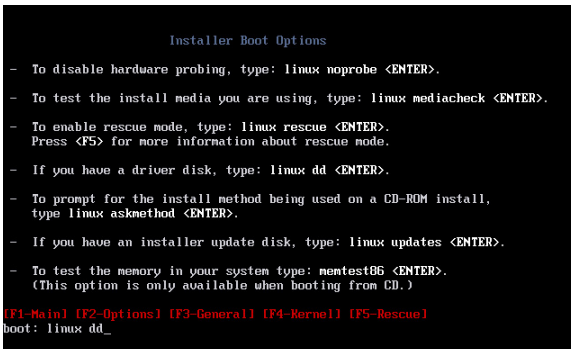 Installer Boot Options
- To disable hardware probing, type: linux noprobe <ENTER>.
- To test the install media you are using, type: linux mediacheck <ENTER>.
- To enable rescue mode, type: linux rescue <ENTER>.
Press <F5> for more information about rescue mode.
- If you have a driver disk, type: linux dd <ENTER>.
- To prompt for the install method being used on a CD-ROM install,
type linux askmethod <ENTER>.
- If you have an installer update disk, type: linux updates <ENTER>.
- To test the memory in your system type: memtest86 <ENTER>.
(This option is only available when booting from CD.)
[F1-Main] [F2-Options] [F3-General] [F4-Kernel] [F5-Rescue]
boot: linux dd_